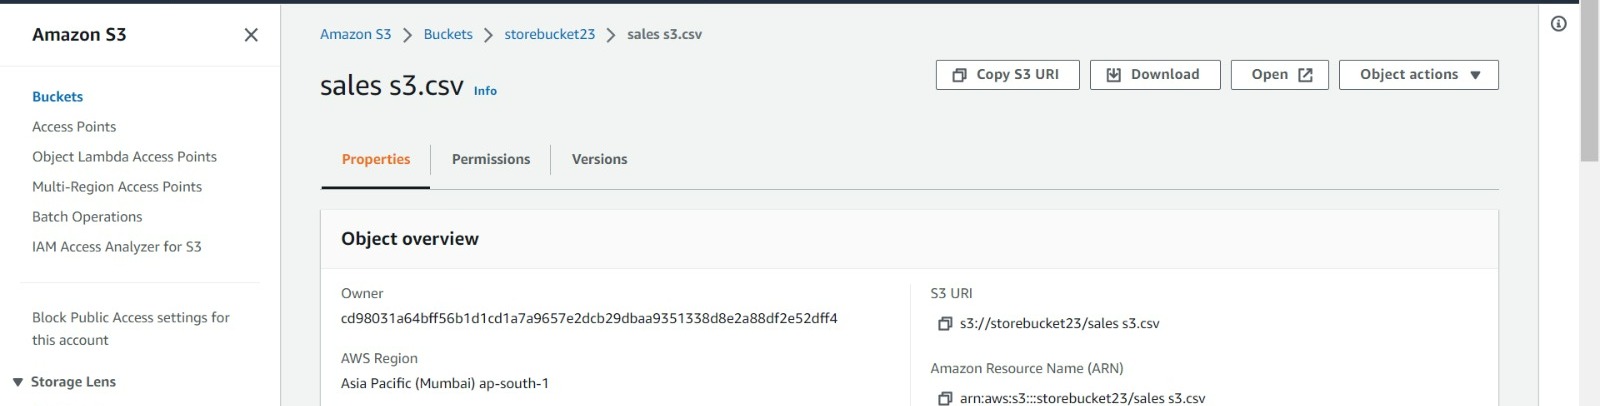 Amazon S3
Buckets
Access Points
Object Lambda Access Points
Multi-Region Access Points
Batch Operations
IAM Access Analyzer for S3
Block Public Access settings for
this account
Storage Lens
Amazon S3 Buckets storebucket23 sales s3.csv
sales s3.csv Info
Copy S3 URI Download Open Object actions
Properties Permissions Versions
Object overview
Owner
cd98031a64bff56b1d1cd1a7a9657e2dcb29dbaa9351338d8e2a88df2e52dff4
AWS Region
Asia Pacific (Mumbai) ap-south-1
S3 URI
s3://storebucket23/sales s3.csv
Amazon Resource Name (ARN)
arn:aws:s3:::storebucket23/sales s3.csv